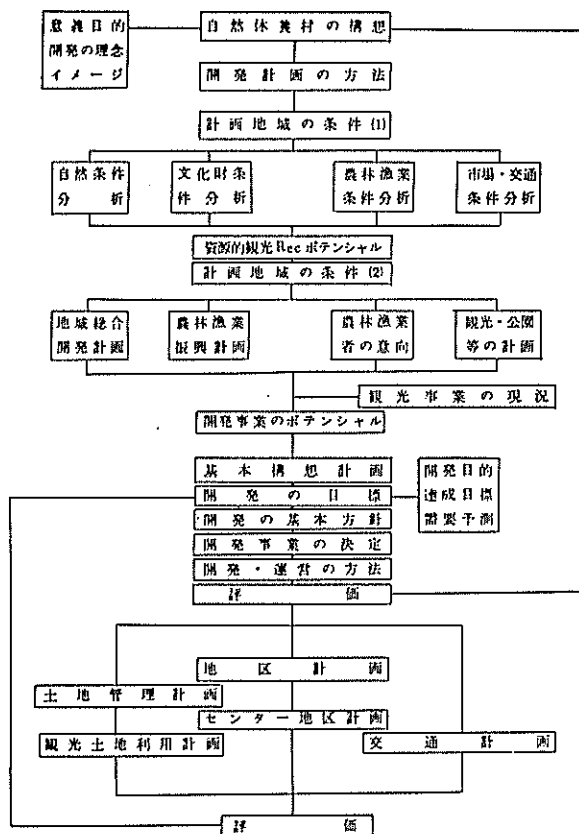 意義目的
開発の理念
イメージ
自然休養村の構想
開発計画の方法
計画地域の条件(1)
自然条件
分析
文化財条
件分析
農林漁業
条件分析
市場・交通
条件分析
資源的観光Recポテンシャル
計画地域の条件(2)
地域総合
開発計画
農林漁業
振興計画
農林漁業
者の意向
観光・公園
等の計画
観光事業の現況
開発事業のポテンシャル
基本構想計画
開発の目標
開発の基本方針
開発事業の決定
開発・運営の方法
評価
開発目的
達成目標
需要予測
地区計画
土地管理計画
センター地区計画
観光土地利用計画
交通計画
評価